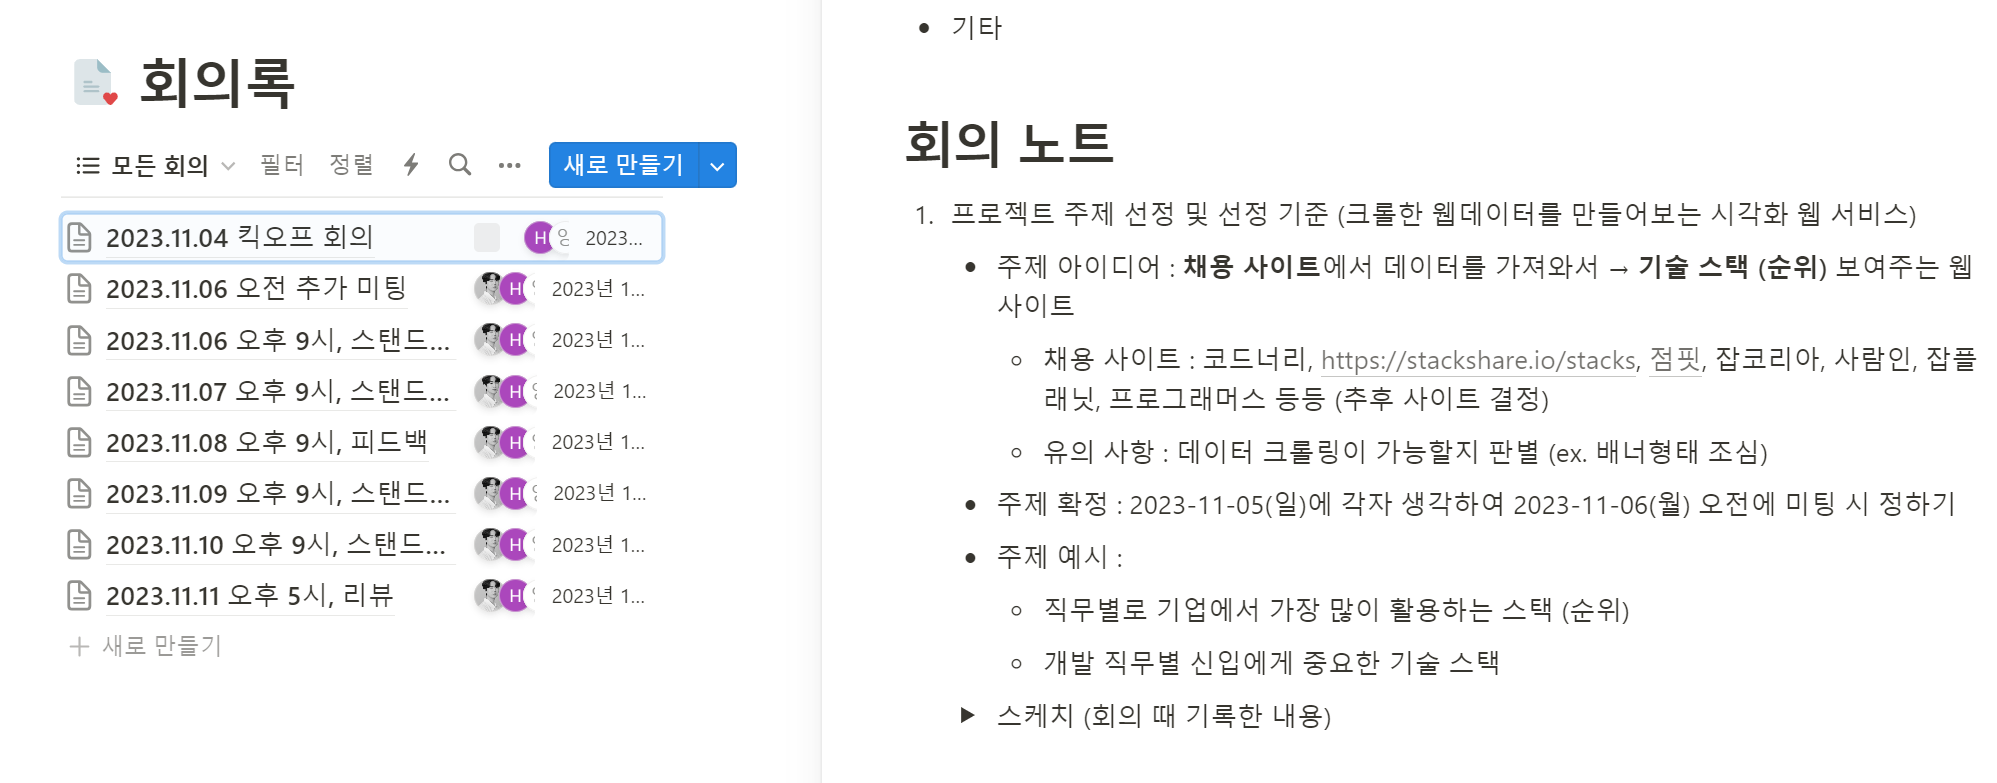 회의록
모든 회의 필터 정렬 새로 만들기
2023.11.04 킥오프 회의 H 2023...
2023.11.06 오전 추가 미팅 H 2023년 1...
2023.11.06 오후 9시, 스탠드... H 2023년 1...
2023.11.07 오후 9시, 스탠드... H 2023년 1...
2023.11.08 오후 9시, 피드백 H 2023년 1...
2023.11.09 오후 9시, 스탠드... H 2023년 1...
2023.11.10 오후 9시, 스탠드... H 2023년 1...
2023.11.11 오후 5시, 리뷰 H 2023년 1...
+ 새로 만들기
• 기타
회의 노트
1. 프로젝트 주제 선정 및 선정 기준 (크롤한 웹데이터를 만들어보는 시각화 웹 서비스)
• 주제 아이디어 : 채용 사이트에서 데이터를 가져와서 → 기술 스택 (순위) 보여주는 웹
사이트
◦ 채용 사이트 : 코드너리, https://stackshare.io/stacks, 점핏, 잡코리아, 사람인, 잡플
래닛, 프로그래머스 등등 (추후 사이트 결정)
◦ 유의 사항 : 데이터 크롤링이 가능할지 판별 (ex. 배너형태 조심)
• 주제 확정 : 2023-11-05(일)에 각자 생각하여 2023-11-06(월) 오전에 미팅 시 정하기
• 주제 예시 :
◦ 직무별로 기업에서 가장 많이 활용하는 스택 (순위)
◦ 개발 직무별 신입에게 중요한 기술 스택
▶ 스케치 (회의 때 기록한 내용)